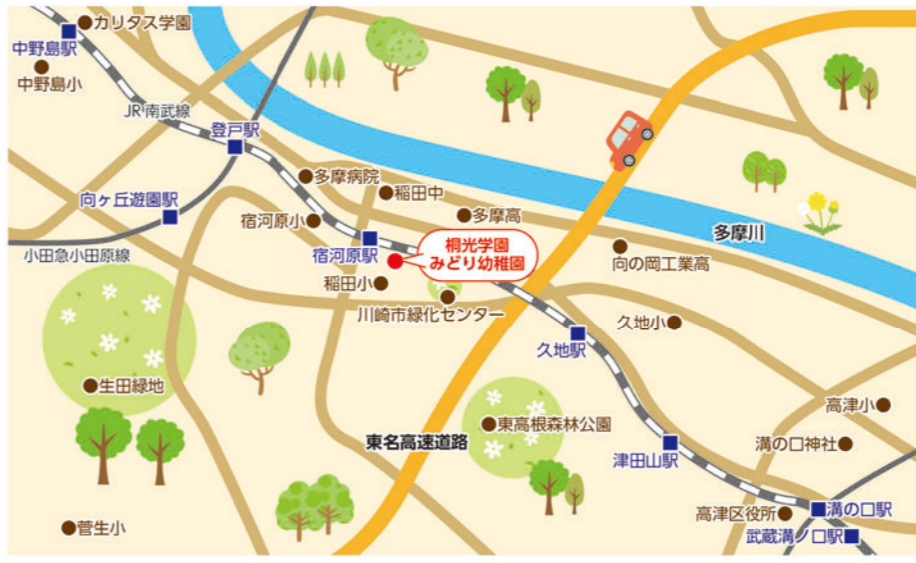 カリタス学園
中野島駅
中野島小
JR南武線
登戸駅
多摩病院
稲田中
向ヶ丘遊園駅
宿河原小
多摩高
多摩川
小田急小田原線
宿河原駅
桐光学園
みどり幼稚園
向の岡工業高
稲田小
川崎市緑化センター
久地小
久地駅
生田緑地
高津小
東高根森林公園
東名高速道路
津田山駅
溝の口神社
菅生小
高津区役所
溝の口駅
武蔵溝ノ口駅